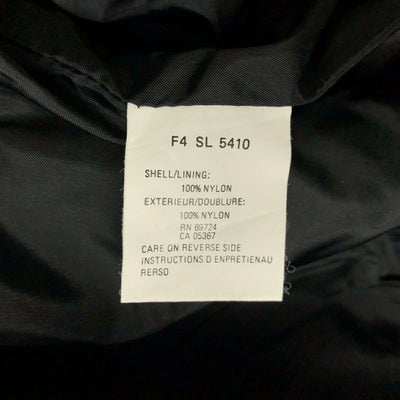 F4 SL 5410
SHELL/LINING:
100% NYLON
EXTERIEUR/DOUBLURE:
100% NYLON
RN 69724
CA 05367
CARE ON REVERSE SIDE
INSTRUCTIONS D ENPRETIENAU
RERSO